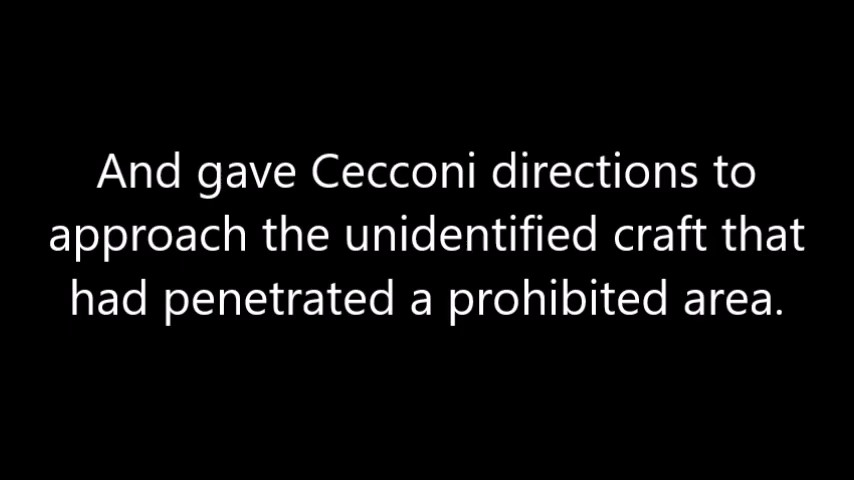 And gave Cecconi directions to
approach the unidentified craft that
had penetrated a prohibited area.